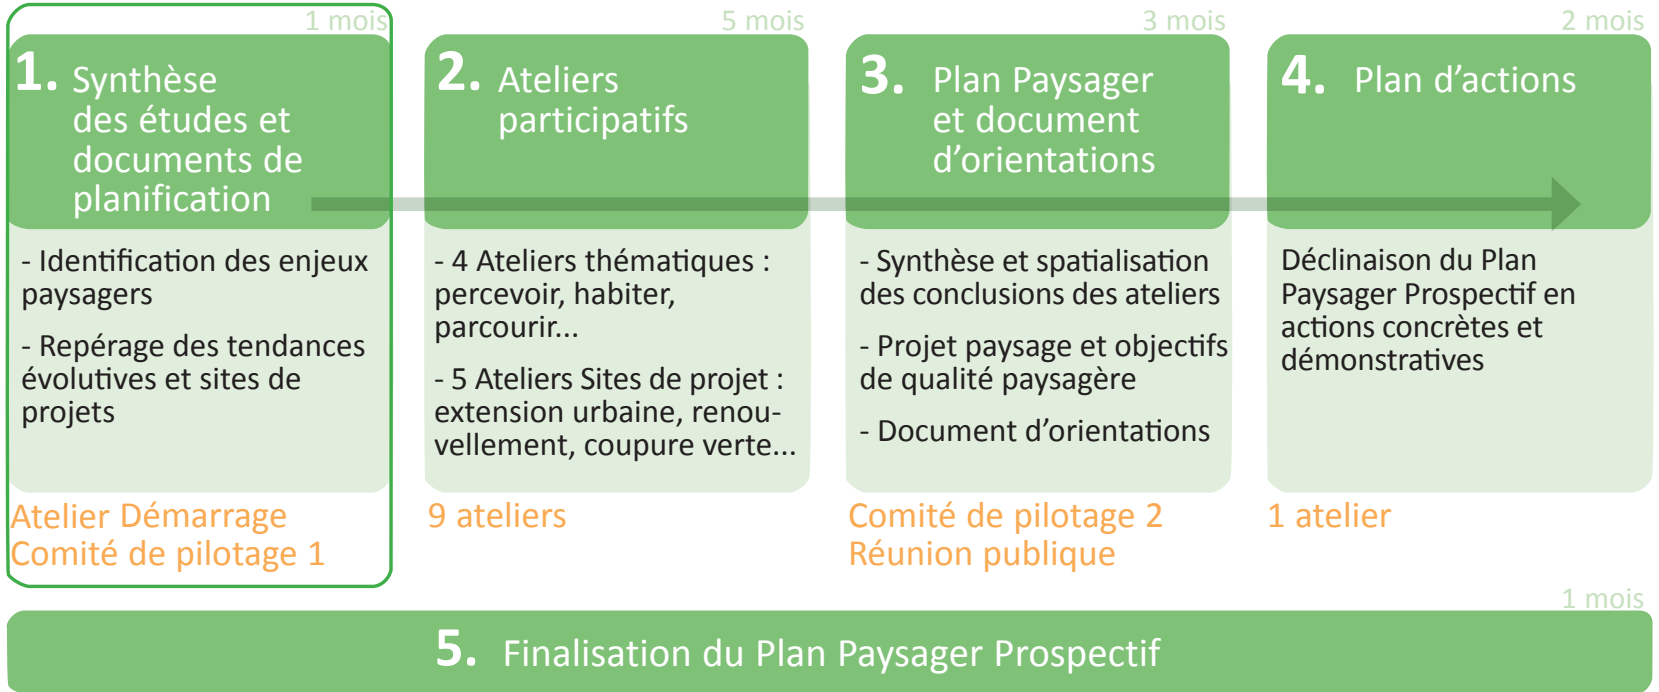 1 mois
1. Synthèse
des études et
documents de
planification
- Identification des enjeux
paysagers
- Repérage des tendances
évolutives et sites de
projets
Atelier Démarrage
Comité de pilotage 1
5 mois
2. Ateliers
participatifs
- 4 Ateliers thématiques :
percevoir, habiter,
parcourir...
- 5 Ateliers Sites de projet :
extension urbaine, renou-
vellement, coupure verte...
9 ateliers
3 mois
3. Plan Paysager
et document
d'orientations
- Synthèse et spatialisation
des conclusions des ateliers
- Projet paysage et objectifs
de qualité paysagère
- Document d'orientations
Comité de pilotage 2
Réunion publique
2 mois
4. Plan d'actions
Déclinaison du Plan
Paysager Prospectif en
actions concrètes et
démonstratives
1 atelier
1 mois
5. Finalisation du Plan Paysager Prospectif